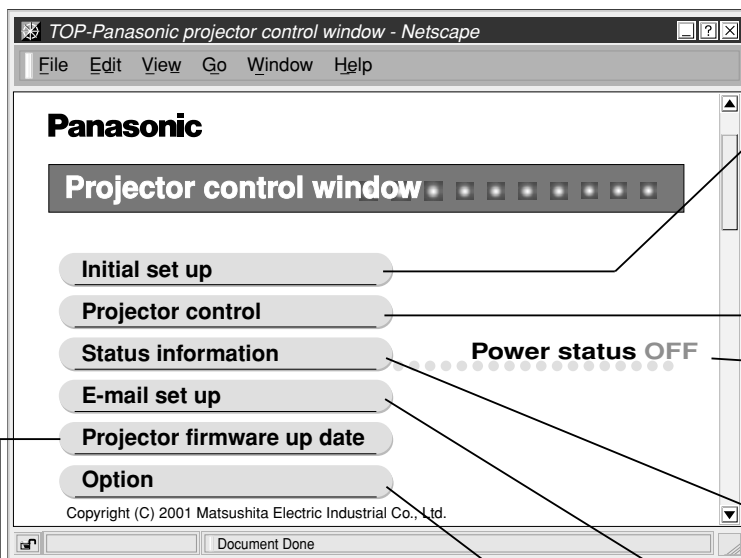 TOP-Panasonic projector control window - Netscape
File Edit View Go Window Help
Panasonic
Projector control window
Initial set up
Projector control
Status information
Power status OFF
E-mail set up
Projector firmware up date
Option
Copyright (C) 2001 Matsushita Electric Industrial Co., Ltd.
Document Done